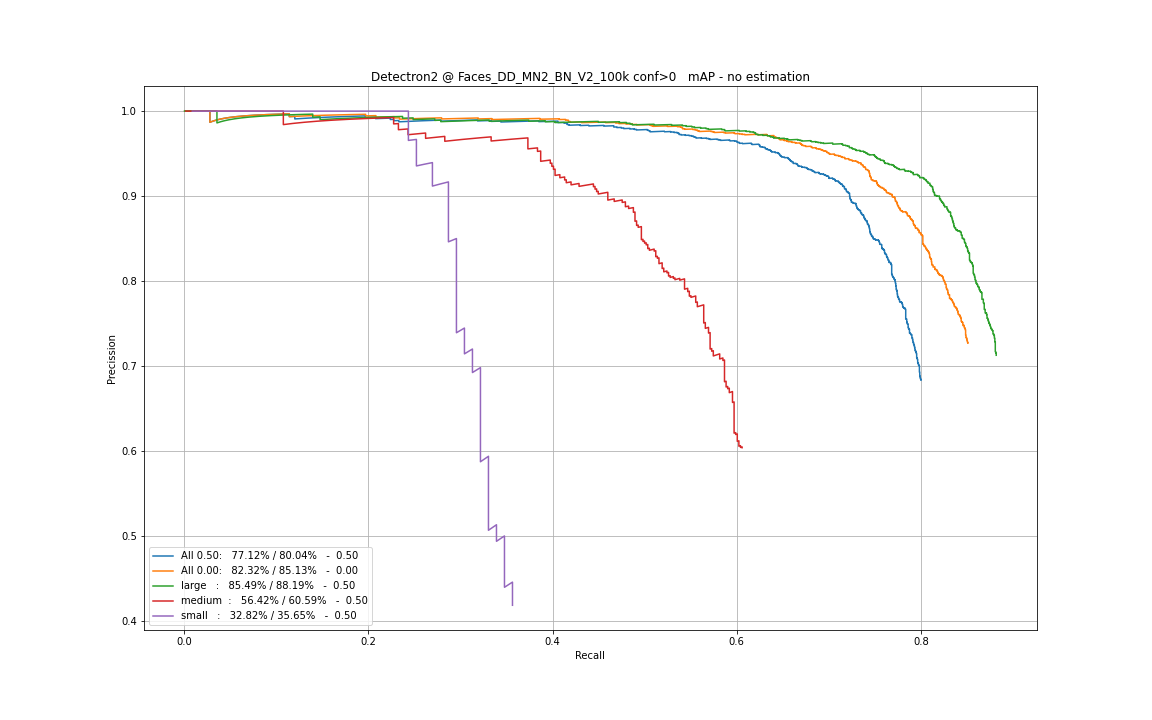 Detectron2 @ Faces_DD_MN2_BN_V2_100k conf>0   mAP - no estimation
1.0
0.9
0.8
0.7
0.6
0.5
0.4
Precission
All 0.50:   77.12% / 80.04%   -  0.50
All 0.00:   82.32% / 85.13%   -  0.00
large   :   85.49% / 88.19%   -  0.50
medium  :   56.42% / 60.59%   -  0.50
small   :   32.82% / 35.65%   -  0.50
0.0 0.2 0.4 0.6 0.8
Recall